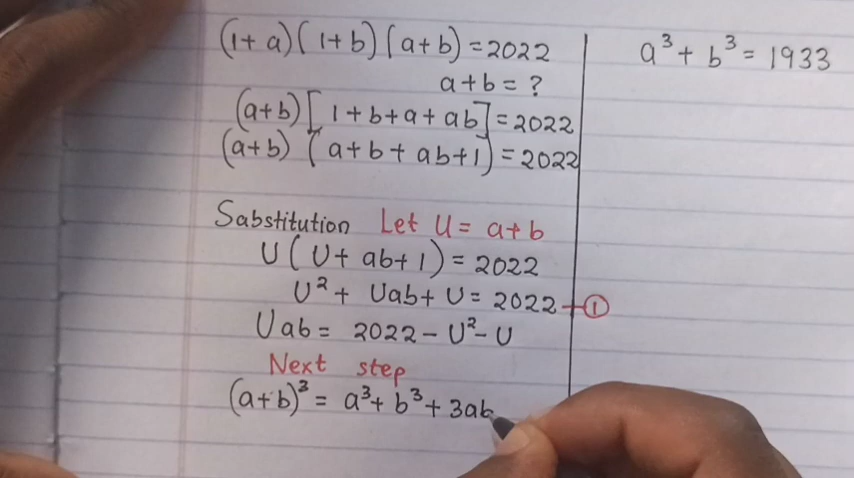 (1+a)(1+b)(a+b)=2022
a+b=?
(a+b)[1+b+a+ab]=2022
(a+b)(a+b+ab+1)=2022
Sabstitution Let U=a+b
U(U+ab+1)=2022
U²+Uab+U=2022 ①
Uab=2022-U²-U
Next step
(a+b)³=a³+b³+3ab
a³+b³=1933